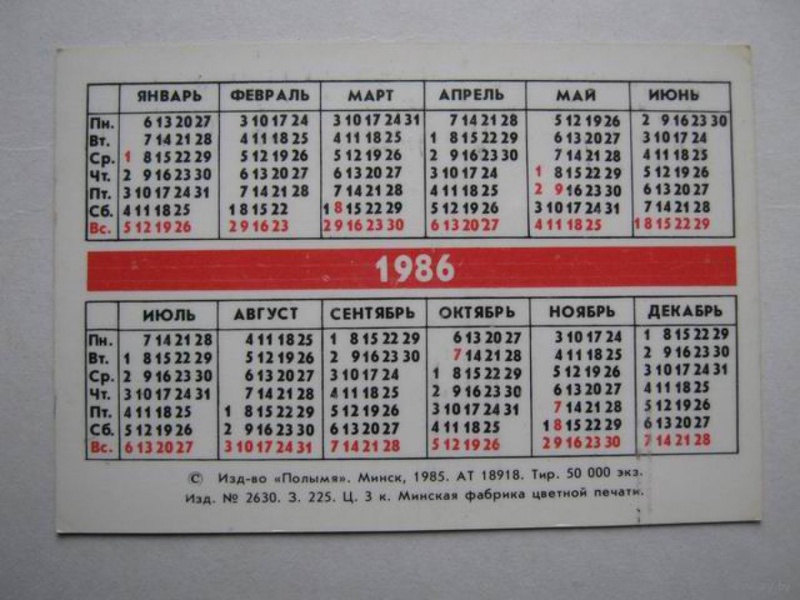 ЯНВАРЬ ФЕВРАЛЬ МАРТ АПРЕЛЬ МАЙ ИЮНЬ
Пн. 6 13 20 27 3 10 17 24 3 10 17 24 31 7 14 21 28 5 12 19 26 2 9 16 23 30
Вт. 7 14 21 28 4 11 18 25 4 11 18 25 1 8 15 22 29 6 13 20 27 3 10 17 24
Ср. 1 8 15 22 29 5 12 19 26 5 12 19 26 2 9 16 23 30 7 14 21 28 4 11 18 25
Чт. 2 9 16 23 30 6 13 20 27 6 13 20 27 3 10 17 24 1 8 15 22 29 5 12 19 26
Пт. 3 10 17 24 31 7 14 21 28 7 14 21 28 4 11 18 25 2 9 16 23 30 6 13 20 27
Сб. 4 11 18 25 1 8 15 22 1 8 15 22 29 5 12 19 26 3 10 17 24 31 7 14 21 28
Вс. 5 12 19 26 2 9 16 23 2 9 16 23 30 6 13 20 27 4 11 18 25 1 8 15 22 29
1986
ИЮЛЬ АВГУСТ СЕНТЯБРЬ ОКТЯБРЬ НОЯБРЬ ДЕКАБРЬ
Пн. 7 14 21 28 4 11 18 25 1 8 15 22 29 6 13 20 27 3 10 17 24 1 8 15 22 29
Вт. 1 8 15 22 29 5 12 19 26 2 9 16 23 30 7 14 21 28 4 11 18 25 2 9 16 23 30
Ср. 2 9 16 23 30 6 13 20 27 3 10 17 24 1 8 15 22 29 5 12 19 26 3 10 17 24 31
Чт. 3 10 17 24 31 7 14 21 28 4 11 18 25 2 9 16 23 30 6 13 20 27 4 11 18 25
Пт. 4 11 18 25 1 8 15 22 29 5 12 19 26 3 10 17 24 31 7 14 21 28 5 12 19 26
Сб. 5 12 19 26 2 9 16 23 30 6 13 20 27 4 11 18 25 1 8 15 22 29 6 13 20 27
Вс. 6 13 20 27 3 10 17 24 31 7 14 21 28 5 12 19 26 2 9 16 23 30 7 14 21 28
© Изд-во «Полымя». Минск, 1985. АТ 18918. Тир. 50 000 экз.
Изд. № 2630. З. 225. Ц. 3 к. Минская фабрика цветной печати.